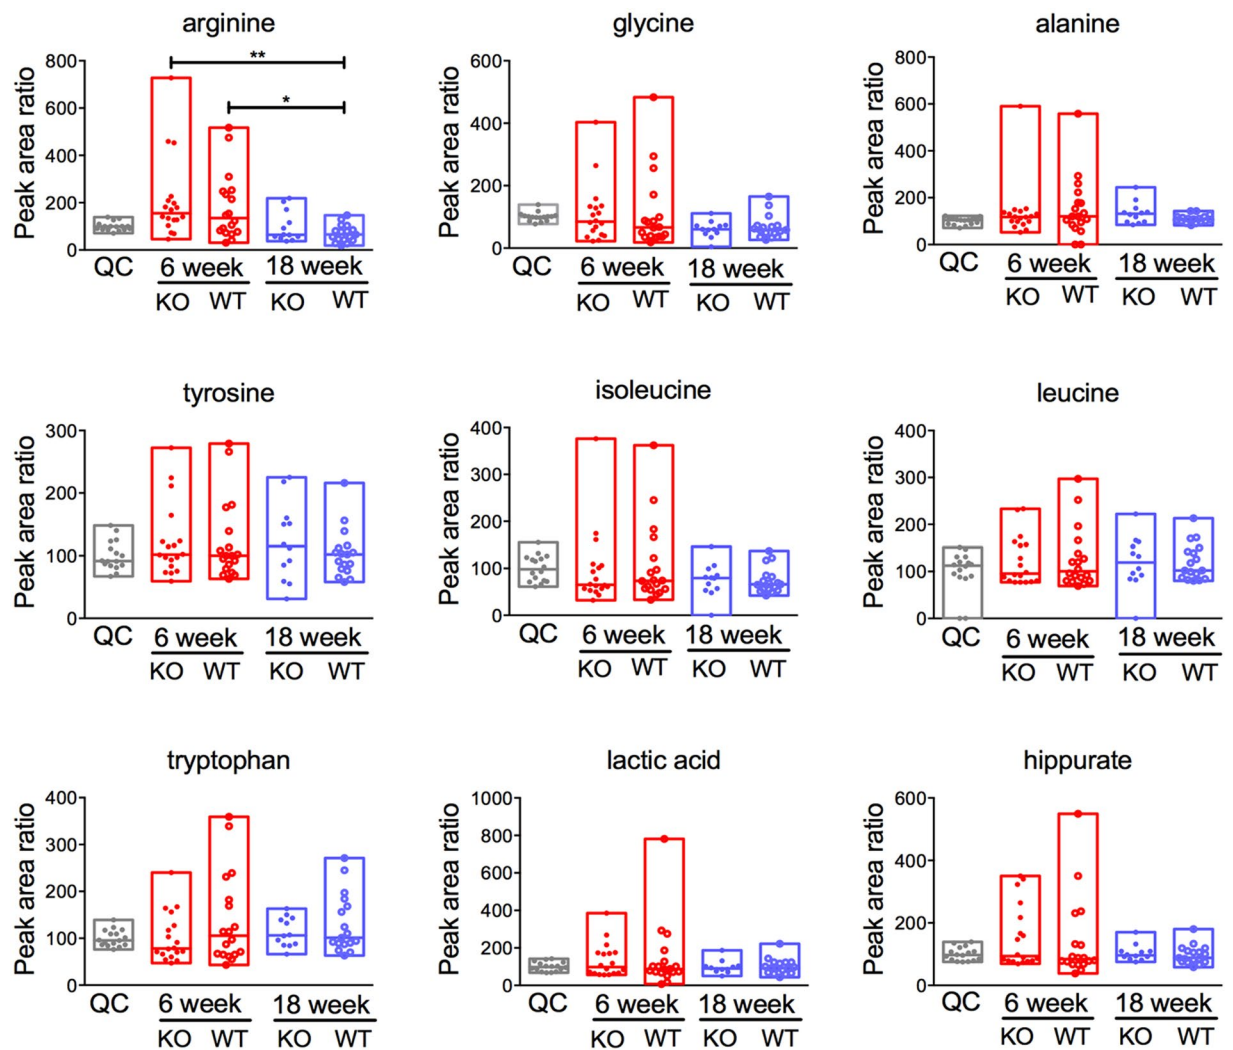 arginine
Peak area ratio
800
600
400
200
0
**
*
QC
6 week
18 week
KO
WT
KO
WT
glycine
Peak area ratio
600
400
200
0
QC
6 week
18 week
KO
WT
KO
WT
alanine
Peak area ratio
800
600
400
200
0
QC
6 week
18 week
KO
WT
KO
WT
tyrosine
Peak area ratio
300
200
100
0
QC
6 week
18 week
KO
WT
KO
WT
isoleucine
Peak area ratio
400
300
200
100
0
QC
6 week
18 week
KO
WT
KO
WT
leucine
Peak area ratio
400
300
200
100
0
QC
6 week
18 week
KO
WT
KO
WT
tryptophan
Peak area ratio
400
300
200
100
0
QC
6 week
18 week
KO
WT
KO
WT
lactic acid
Peak area ratio
1000
800
600
400
200
0
QC
6 week
18 week
KO
WT
KO
WT
hippurate
Peak area ratio
600
400
200
0
QC
6 week
18 week
KO
WT
KO
WT